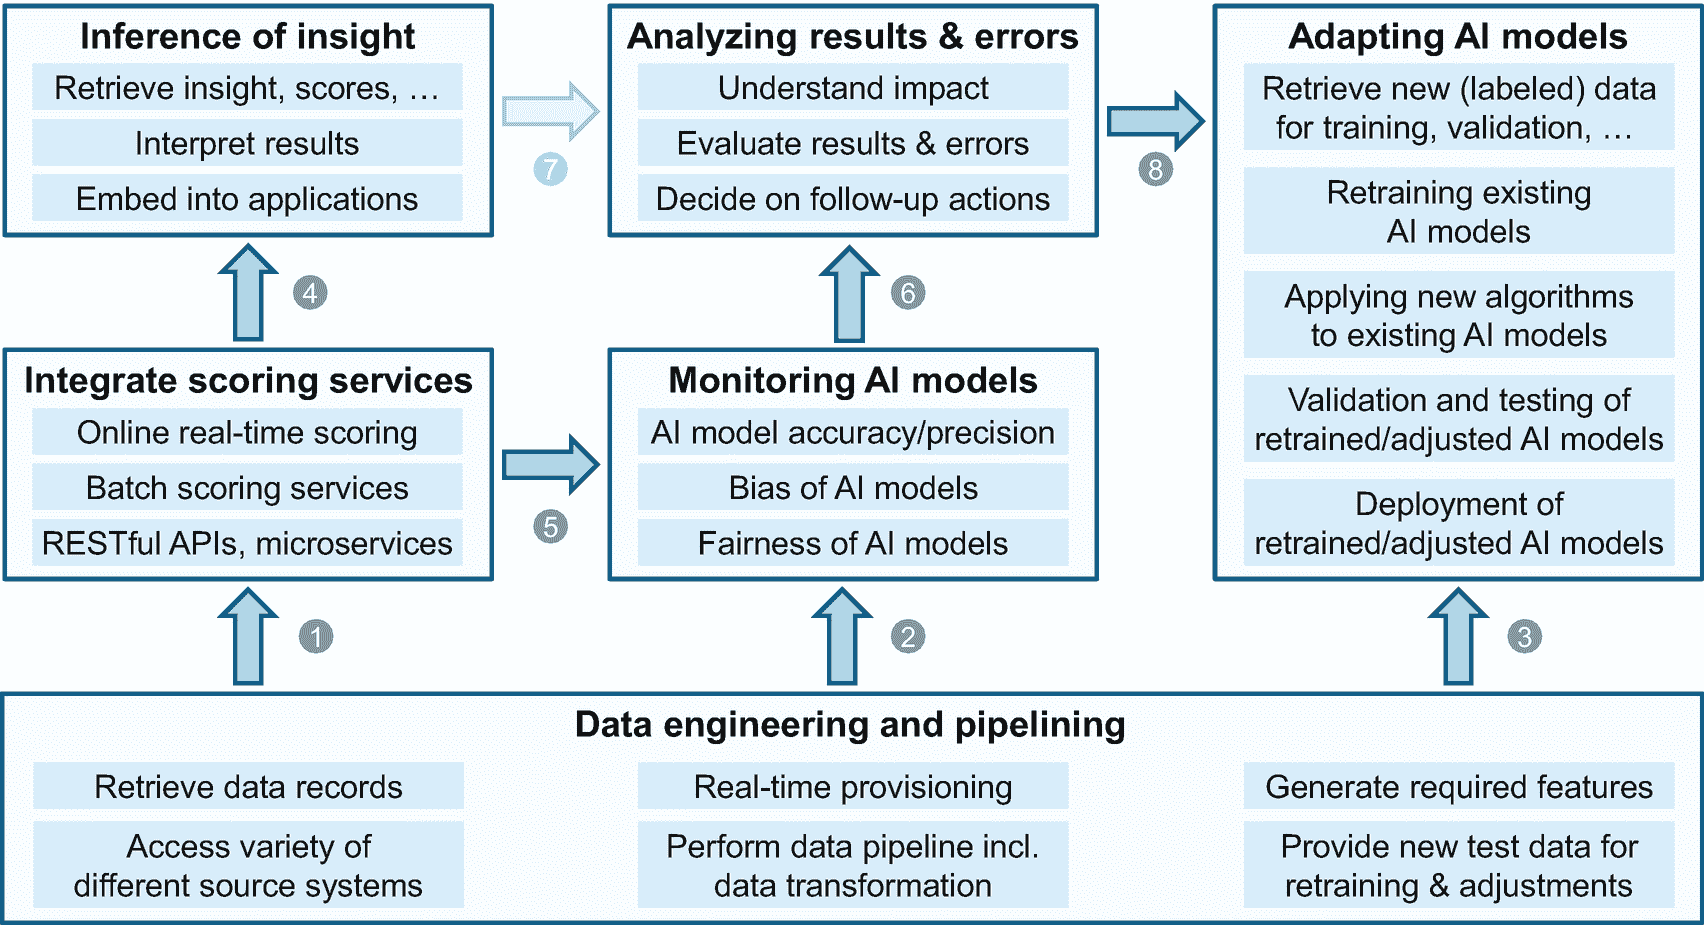 Inference of insight
Retrieve insight, scores, …
Interpret results
Embed into applications
7
Analyzing results & errors
Understand impact
Evaluate results & errors
Decide on follow-up actions
8
Adapting AI models
Retrieve new (labeled) data
for training, validation, …
Retraining existing
AI models
Applying new algorithms
to existing AI models
Validation and testing of
retrained/adjusted AI models
Deployment of
retrained/adjusted AI models
4
6
Integrate scoring services
Online real-time scoring
Batch scoring services
RESTful APIs, microservices
5
Monitoring AI models
AI model accuracy/precision
Bias of AI models
Fairness of AI models
1
2
3
Data engineering and pipelining
Retrieve data records
Access variety of
different source systems
Real-time provisioning
Perform data pipeline incl.
data transformation
Generate required features
Provide new test data for
retraining & adjustments